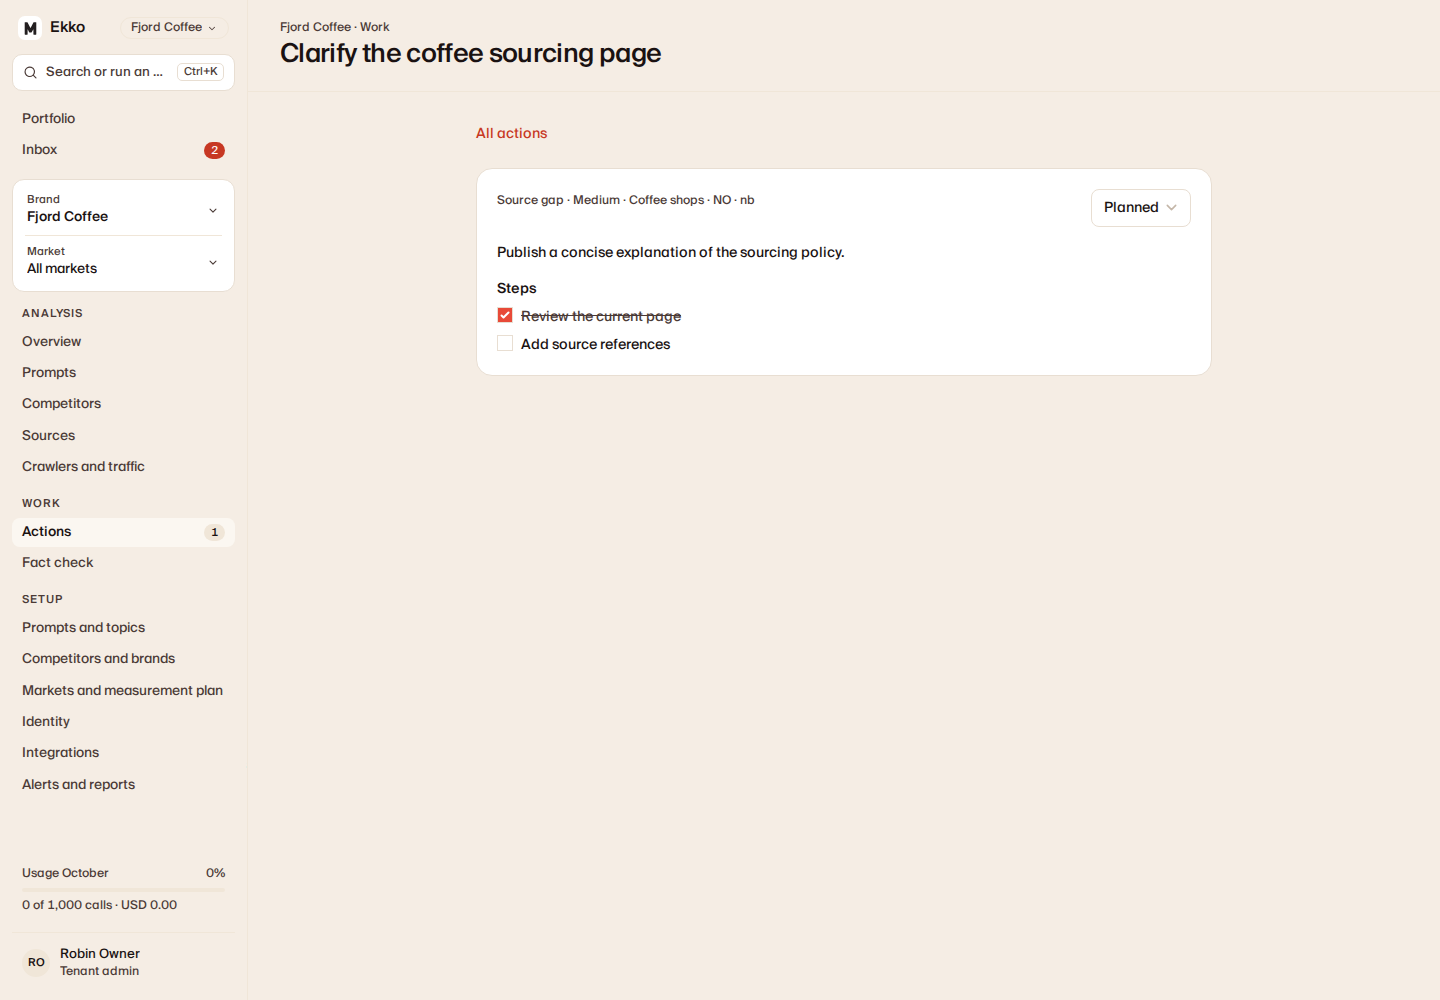 Ekko
Fjord Coffee
Search or run an ...
Ctrl+K
Portfolio
Inbox
2
Brand
Fjord Coffee
Market
All markets
ANALYSIS
Overview
Prompts
Competitors
Sources
Crawlers and traffic
WORK
Actions
1
Fact check
SETUP
Prompts and topics
Competitors and brands
Markets and measurement plan
Identity
Integrations
Alerts and reports
Usage October
0%
0 of 1,000 calls · USD 0.00
RO
Robin Owner
Tenant admin
Fjord Coffee · Work
Clarify the coffee sourcing page
All actions
Source gap · Medium · Coffee shops · NO · nb
Planned
Publish a concise explanation of the sourcing policy.
Steps
Review the current page
Add source references